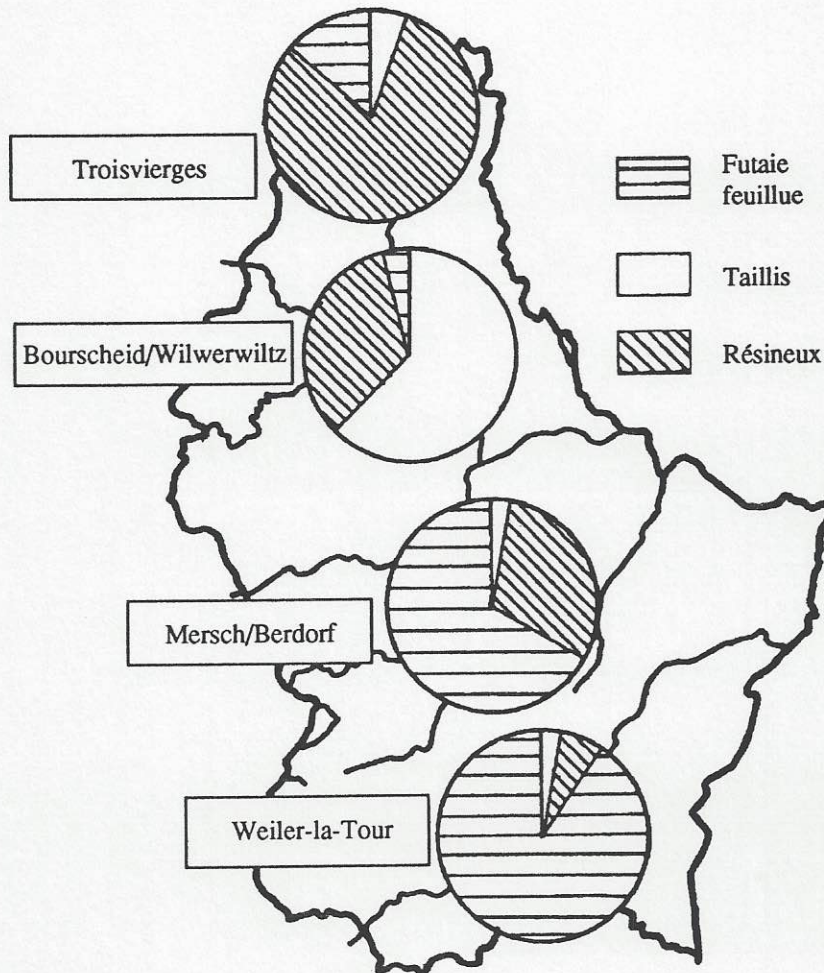 Troisvierges
Futaie
feuillue
Taillis
Bourscheid/Wilwerwiltz
Résineux
Mersch/Berdorf
Weiler-la-Tour